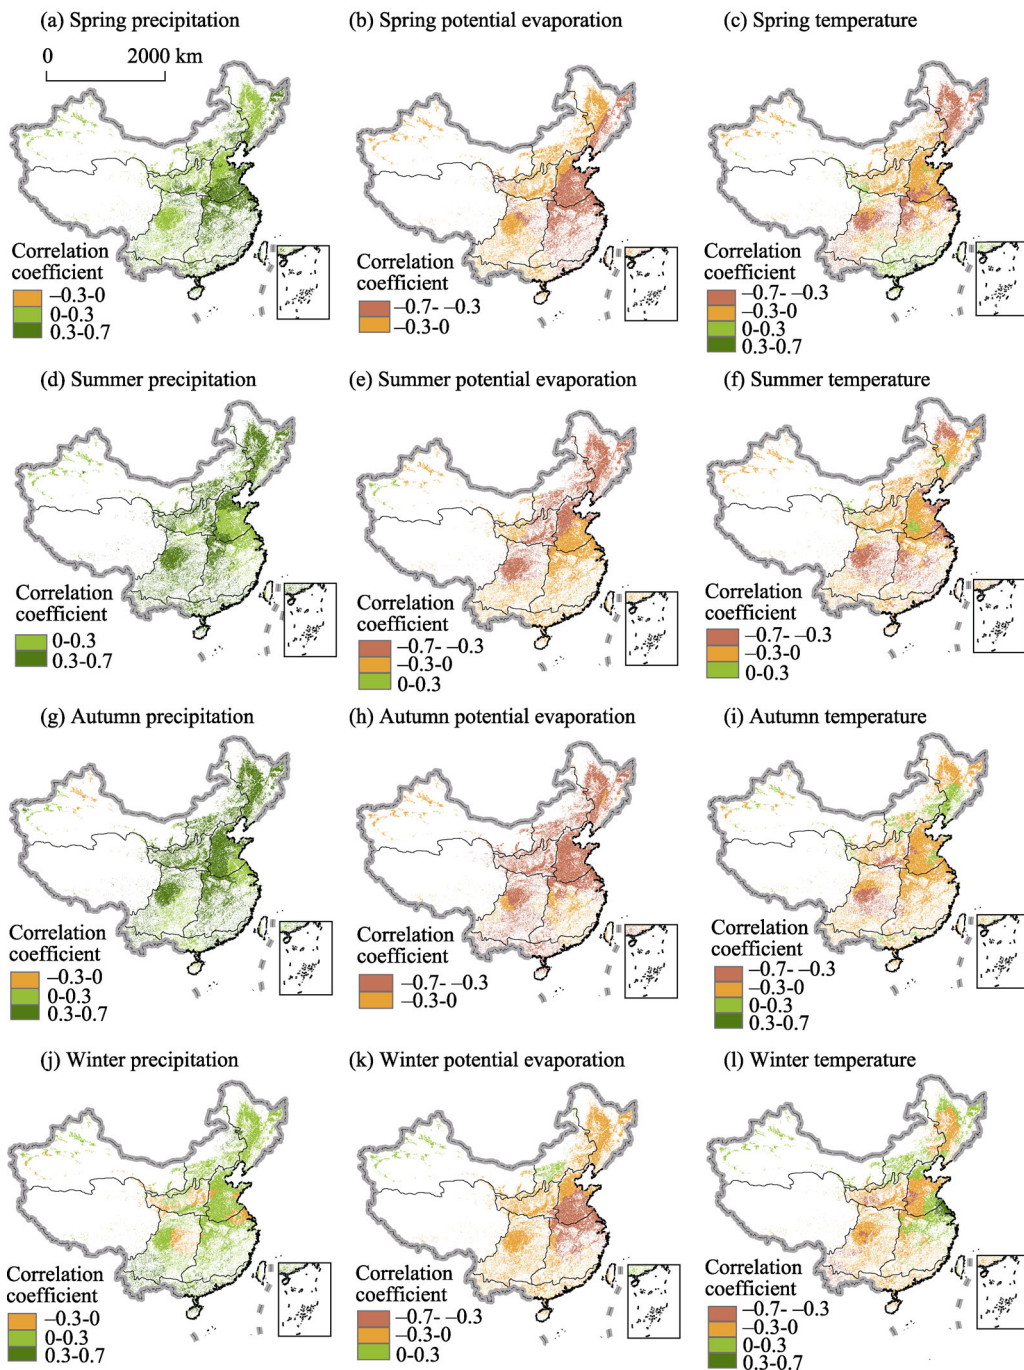 (a) Spring precipitation
(b) Spring potential evaporation
(c) Spring temperature
0 2000 km
Correlation
coefficient
−0.3-0
0-0.3
0.3-0.7
Correlation
coefficient
−0.7- −0.3
−0.3-0
Correlation
coefficient
−0.7- −0.3
−0.3-0
0-0.3
0.3-0.7
(d) Summer precipitation
(e) Summer potential evaporation
(f) Summer temperature
Correlation
coefficient
0-0.3
0.3-0.7
Correlation
coefficient
−0.7- −0.3
−0.3-0
0-0.3
Correlation
coefficient
−0.7- −0.3
−0.3-0
0-0.3
(g) Autumn precipitation
(h) Autumn potential evaporation
(i) Autumn temperature
Correlation
coefficient
−0.3-0
0-0.3
0.3-0.7
Correlation
coefficient
−0.7- −0.3
−0.3-0
Correlation
coefficient
−0.7- −0.3
−0.3-0
0-0.3
0.3-0.7
(j) Winter precipitation
(k) Winter potential evaporation
(l) Winter temperature
Correlation
coefficient
−0.3-0
0-0.3
0.3-0.7
Correlation
coefficient
−0.7- −0.3
−0.3-0
0-0.3
Correlation
coefficient
−0.7- −0.3
−0.3-0
0-0.3
0.3-0.7